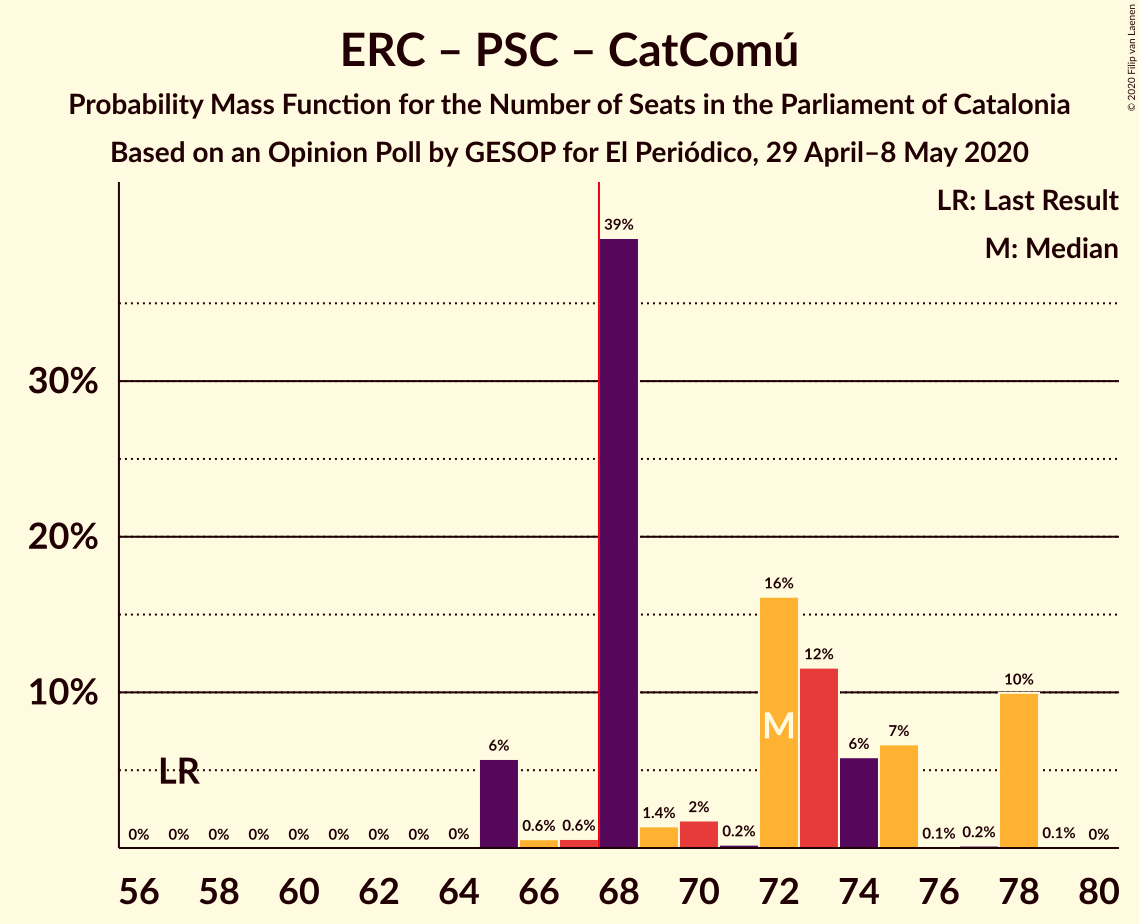 ERC – PSC – CatComú
Probability Mass Function for the Number of Seats in the Parliament of Catalonia
Based on an Opinion Poll by GESOP for El Periódico, 29 April–8 May 2020
© 2020 Filip van Laenen
LR: Last Result
M: Median
39%
30%
20%
16%
12%
10%
10%
M
6%
6%
7%
LR
0% 0% 0% 0% 0% 0% 0% 0% 0% 0.6% 0.6% 1.4% 2% 0.2% 0.1% 0.2% 0.1% 0%
56 58 60 62 64 66 68 70 72 74 76 78 80